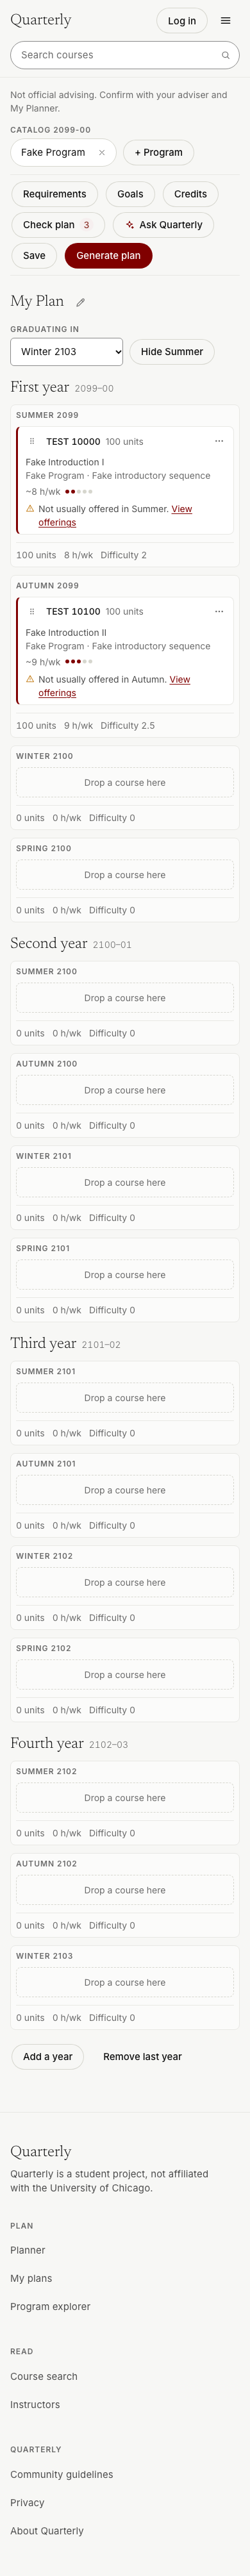 Quarterly
Log in
Search courses
Not official advising. Confirm with your adviser and
My Planner.
CATALOG 2099-00
Fake Program
+ Program
Requirements
Goals
Credits
Check plan 3
Ask Quarterly
Save
Generate plan
My Plan
GRADUATING IN
Winter 2103
Hide Summer
First year 2099–00
SUMMER 2099
TEST 10000 100 units
Fake Introduction I
Fake Program · Fake introductory sequence
~8 h/wk
Not usually offered in Summer. View
offerings
100 units 8 h/wk Difficulty 2
AUTUMN 2099
TEST 10100 100 units
Fake Introduction II
Fake Program · Fake introductory sequence
~9 h/wk
Not usually offered in Autumn. View
offerings
100 units 9 h/wk Difficulty 2.5
WINTER 2100
Drop a course here
0 units 0 h/wk Difficulty 0
SPRING 2100
Drop a course here
0 units 0 h/wk Difficulty 0
Second year 2100–01
SUMMER 2100
Drop a course here
0 units 0 h/wk Difficulty 0
AUTUMN 2100
Drop a course here
0 units 0 h/wk Difficulty 0
WINTER 2101
Drop a course here
0 units 0 h/wk Difficulty 0
SPRING 2101
Drop a course here
0 units 0 h/wk Difficulty 0
Third year 2101–02
SUMMER 2101
Drop a course here
0 units 0 h/wk Difficulty 0
AUTUMN 2101
Drop a course here
0 units 0 h/wk Difficulty 0
WINTER 2102
Drop a course here
0 units 0 h/wk Difficulty 0
SPRING 2102
Drop a course here
0 units 0 h/wk Difficulty 0
Fourth year 2102–03
SUMMER 2102
Drop a course here
0 units 0 h/wk Difficulty 0
AUTUMN 2102
Drop a course here
0 units 0 h/wk Difficulty 0
WINTER 2103
Drop a course here
0 units 0 h/wk Difficulty 0
Add a year
Remove last year
Quarterly
Quarterly is a student project, not affiliated
with the University of Chicago.
PLAN
Planner
My plans
Program explorer
READ
Course search
Instructors
QUARTERLY
Community guidelines
Privacy
About Quarterly